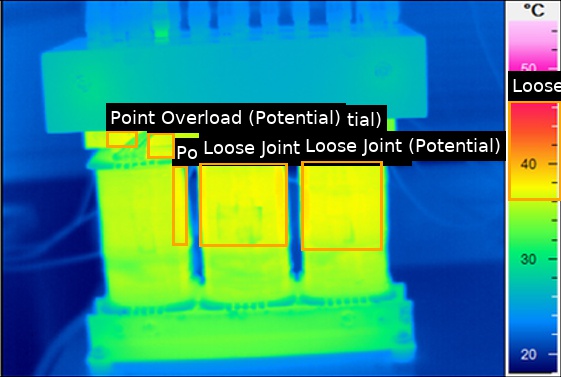 °C
50
Loose
Point Overload (Potential)
tial)
Po
Loose Joint
Loose Joint (Potential)
40
30
20